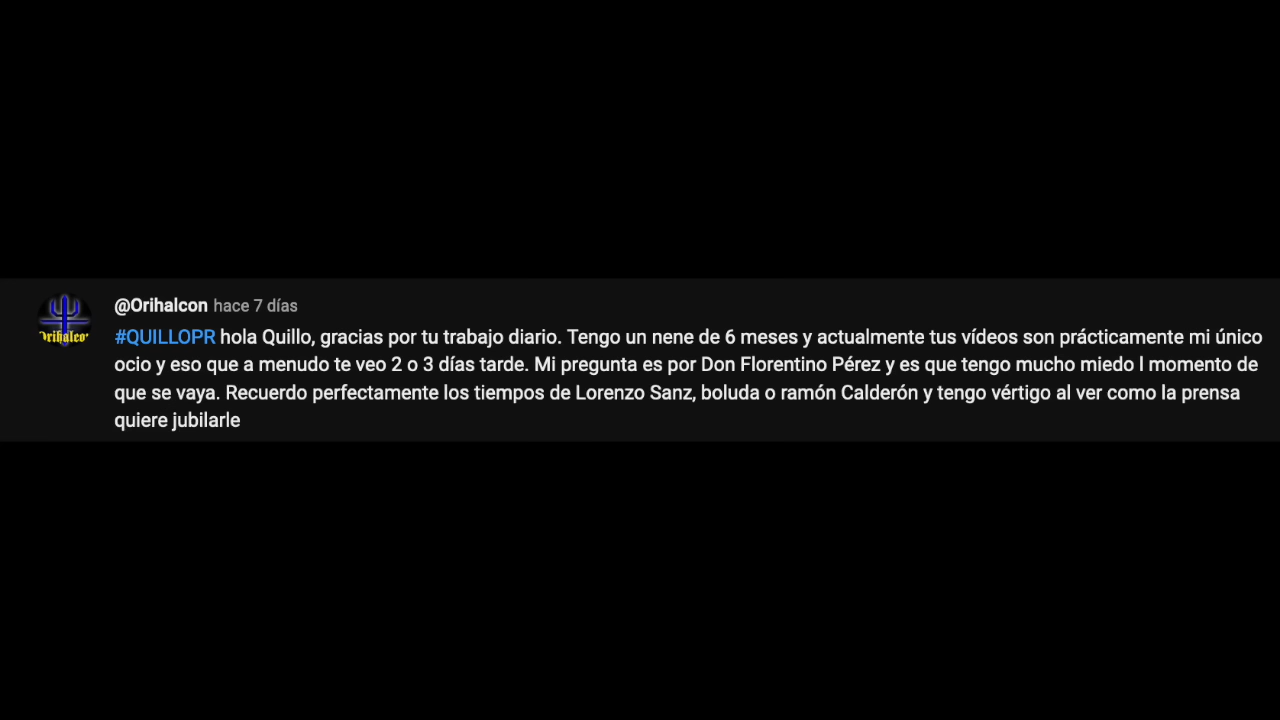 @Orihalcon hace 7 días
#QUILLOPR hola Quillo, gracias por tu trabajo diario. Tengo un nene de 6 meses y actualmente tus vídeos son prácticamente mi único
ocio y eso que a menudo te veo 2 o 3 días tarde. Mi pregunta es por Don Florentino Pérez y es que tengo mucho miedo l momento de
que se vaya. Recuerdo perfectamente los tiempos de Lorenzo Sanz, boluda o ramón Calderón y tengo vértigo al ver como la prensa
quiere jubilarle
Orihalcon